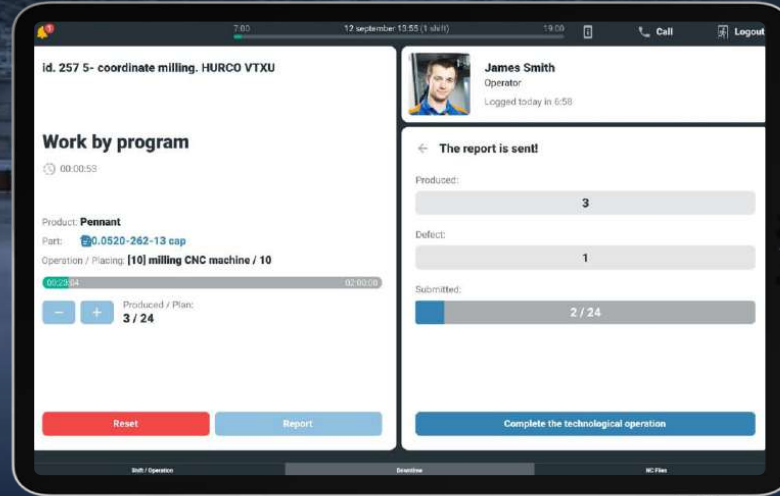 1
7:00
12 september 13:55 (1 shift)
19:00
Call
Logout
id. 257 5- coordinate milling. HURCO VTXU
Work by program
00:00:53
Product: Pennant
Part: 0.0520-262-13 cap
Operation / Placing: [10] milling CNC machine / 10
00:23:04
02:00:00
− +
Produced / Plan:
3 / 24
Reset
Report
James Smith
Operator
Logged today in 6:58
← The report is sent!
Produced:
3
Defect:
1
Submitted:
2 / 24
Complete the technological operation
Shift / Operation
Downtime
NC Files